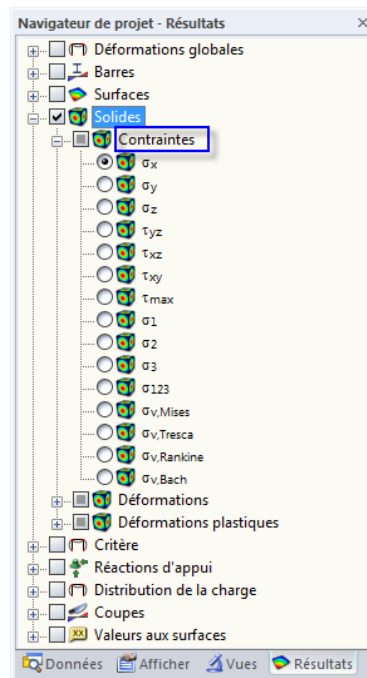 Navigateur de projet - Résultats
Déformations globales
Barres
Surfaces
Solides
Contraintes
σx
σy
σz
τyz
τxz
τxy
τmax
σ1
σ2
σ3
σ123
σv,Mises
σv,Tresca
σv,Rankine
σv,Bach
Déformations
Déformations plastiques
Critère
Réactions d'appui
Distribution de la charge
Coupes
Valeurs aux surfaces
Données Afficher Vues Résultats